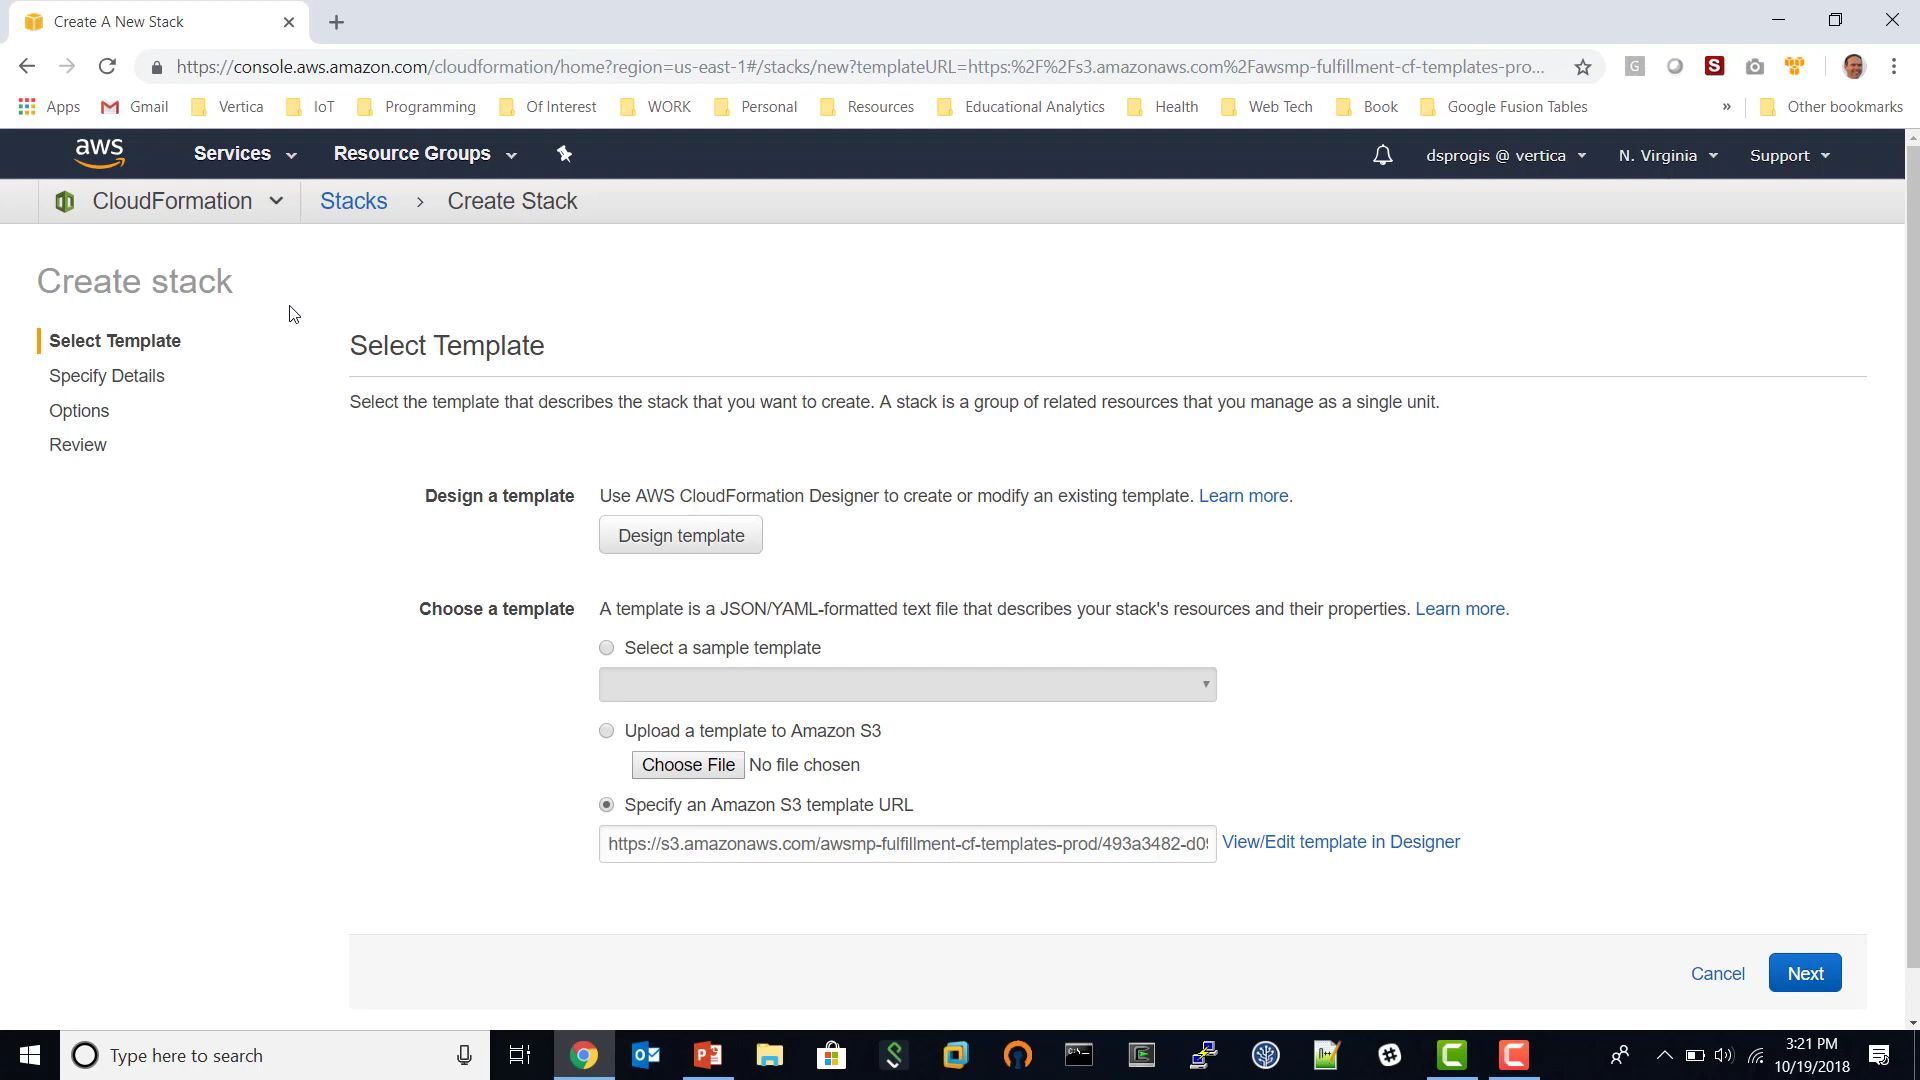 Create A New Stack
https://console.aws.amazon.com/cloudformation/home?region=us-east-1#/stacks/new?templateURL=https:%2F%2Fs3.amazonaws.com%2Fawsmp-fulfillment-cf-templates-pro...
G
S
Apps Gmail Vertica IoT Programming Of Interest WORK Personal Resources Educational Analytics Health Web Tech Book Google Fusion Tables » Other bookmarks
aws Services Resource Groups dsprogis @ vertica N. Virginia Support
CloudFormation Stacks > Create Stack
Create stack
Select Template
Specify Details
Options
Review
Select Template
Select the template that describes the stack that you want to create. A stack is a group of related resources that you manage as a single unit.
Design a template Use AWS CloudFormation Designer to create or modify an existing template. Learn more.
Design template
Choose a template A template is a JSON/YAML-formatted text file that describes your stack's resources and their properties. Learn more.
Select a sample template
Upload a template to Amazon S3
Choose File No file chosen
Specify an Amazon S3 template URL
https://s3.amazonaws.com/awsmp-fulfillment-cf-templates-prod/493a3482-d09 View/Edit template in Designer
Cancel Next
Type here to search
3:21 PM
10/19/2018